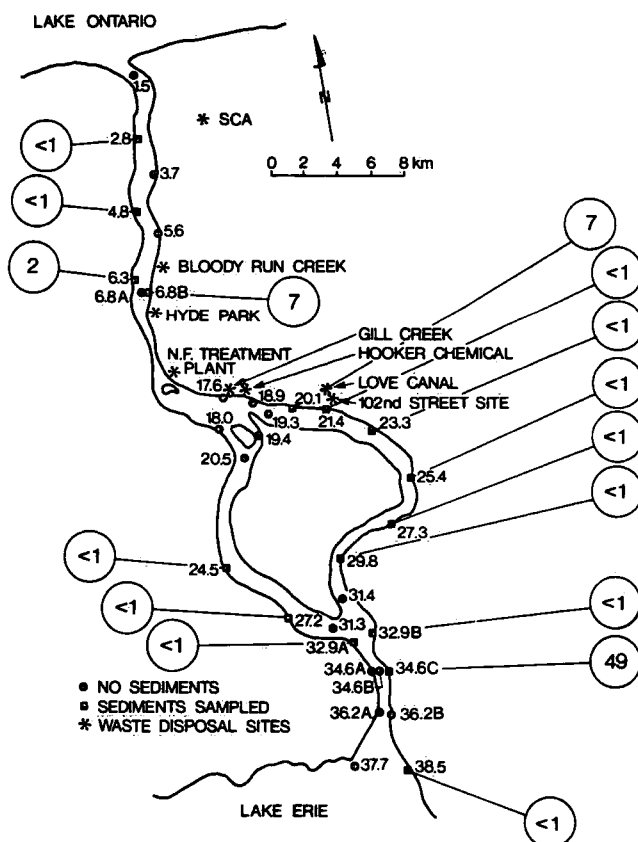 LAKE ONTARIO
1.5
* SCA
N
<1
2.8
0 2 4 6 8 km
3.7
<1
4.8
7
5.6
<1
2
6.3
* BLOODY RUN CREEK
6.8A
6.8B
7
<1
* HYDE PARK
GILL CREEK
N.F. TREATMENT
HOOKER CHEMICAL
* PLANT
* LOVE CANAL
<1
17.6
18.9
20.1
* 102nd STREET SITE
19.3
21.4
23.3
18.0
19.4
<1
20.5
25.4
<1
27.3
<1
29.8
24.5
31.4
<1
27.2
31.3
32.9B
<1
<1
32.9A
34.6A
34.6C
49
34.6B
● NO SEDIMENTS
■ SEDIMENTS SAMPLED
* WASTE DISPOSAL SITES
36.2A
36.2B
37.7
38.5
LAKE ERIE
<1